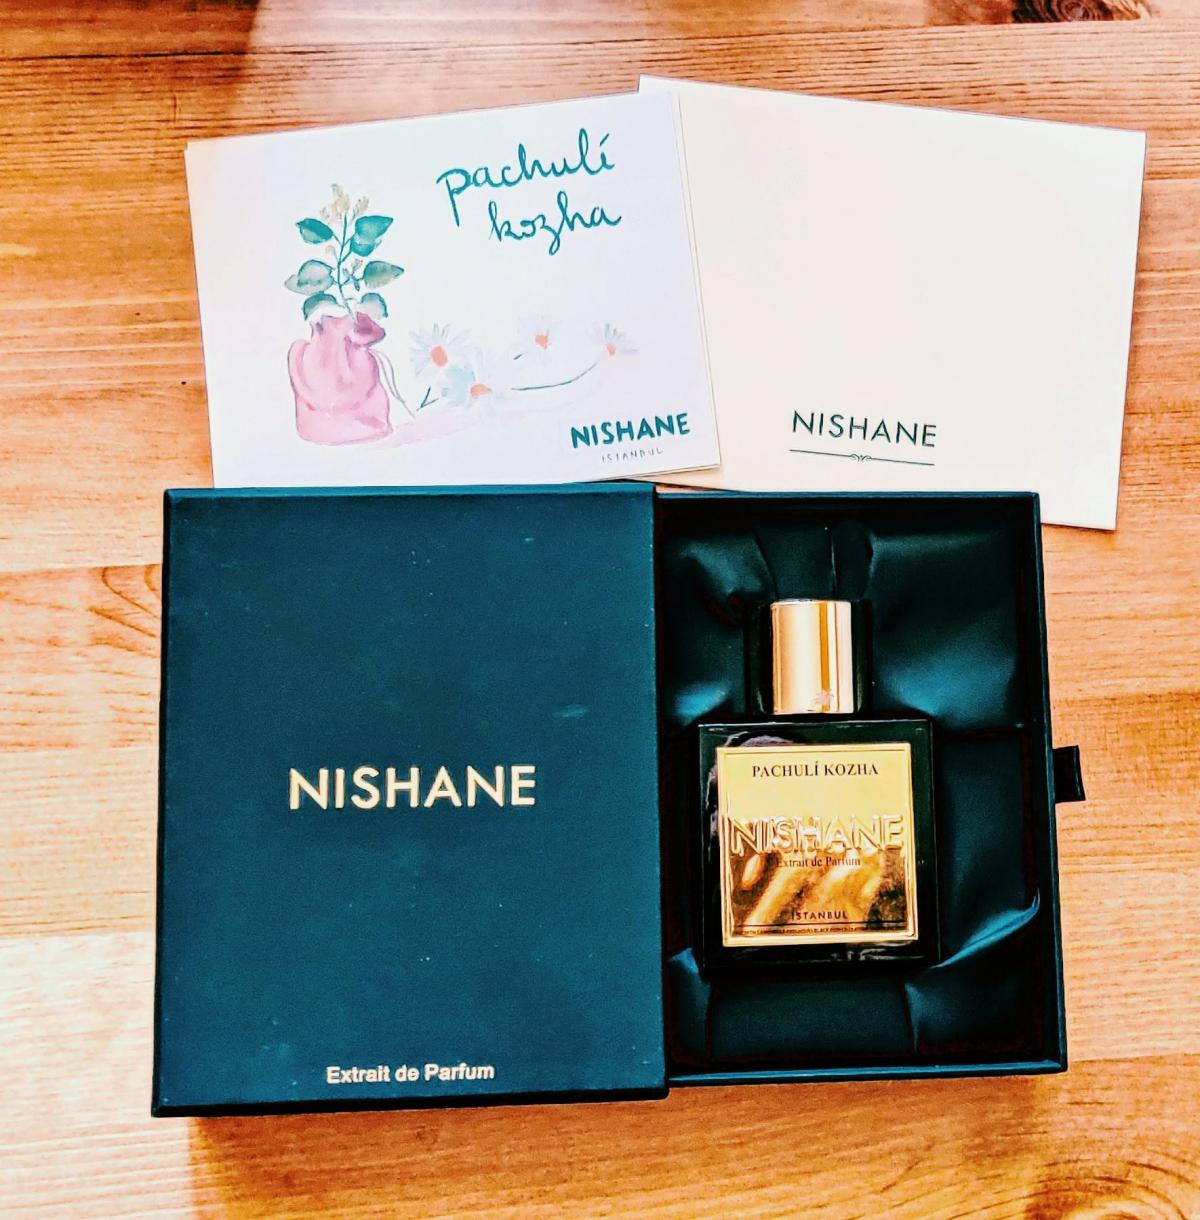 pachulí
kozha
NISHANE
ISTANBUL
NISHANE
NISHANE
Extrait de Parfum
PACHULÍ KOZHA
NISHANE
Extrait de Parfum
ISTANBUL